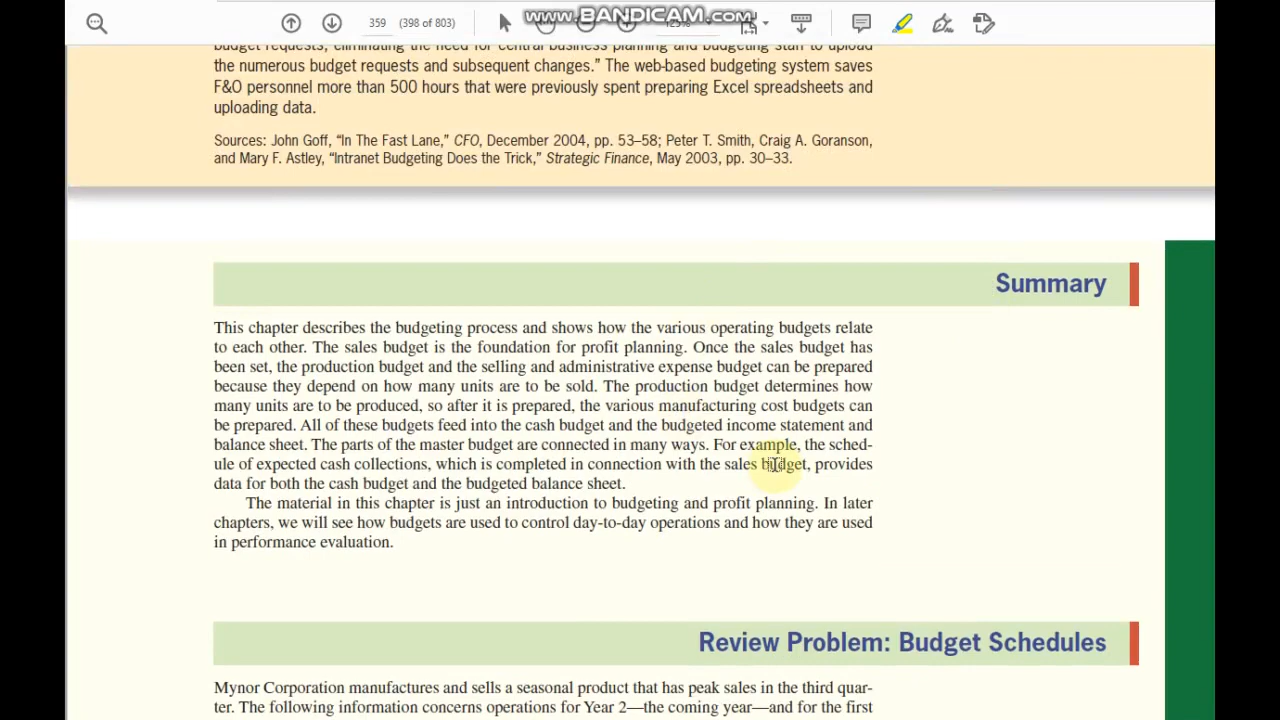 www.BANDICAM.com
359 (398 of 803)
budget requests, eliminating the need for central business planning and budgeting staff to upload
the numerous budget requests and subsequent changes.” The web-based budgeting system saves
F&O personnel more than 500 hours that were previously spent preparing Excel spreadsheets and
uploading data.
Sources: John Goff, “In The Fast Lane,” CFO, December 2004, pp. 53–58; Peter T. Smith, Craig A. Goranson,
and Mary F. Astley, “Intranet Budgeting Does the Trick,” Strategic Finance, May 2003, pp. 30–33.
Summary
This chapter describes the budgeting process and shows how the various operating budgets relate
to each other. The sales budget is the foundation for profit planning. Once the sales budget has
been set, the production budget and the selling and administrative expense budget can be prepared
because they depend on how many units are to be sold. The production budget determines how
many units are to be produced, so after it is prepared, the various manufacturing cost budgets can
be prepared. All of these budgets feed into the cash budget and the budgeted income statement and
balance sheet. The parts of the master budget are connected in many ways. For example, the sched-
ule of expected cash collections, which is completed in connection with the sales budget, provides
data for both the cash budget and the budgeted balance sheet.
The material in this chapter is just an introduction to budgeting and profit planning. In later
chapters, we will see how budgets are used to control day-to-day operations and how they are used
in performance evaluation.
Review Problem: Budget Schedules
Mynor Corporation manufactures and sells a seasonal product that has peak sales in the third quar-
ter. The following information concerns operations for Year 2—the coming year—and for the first